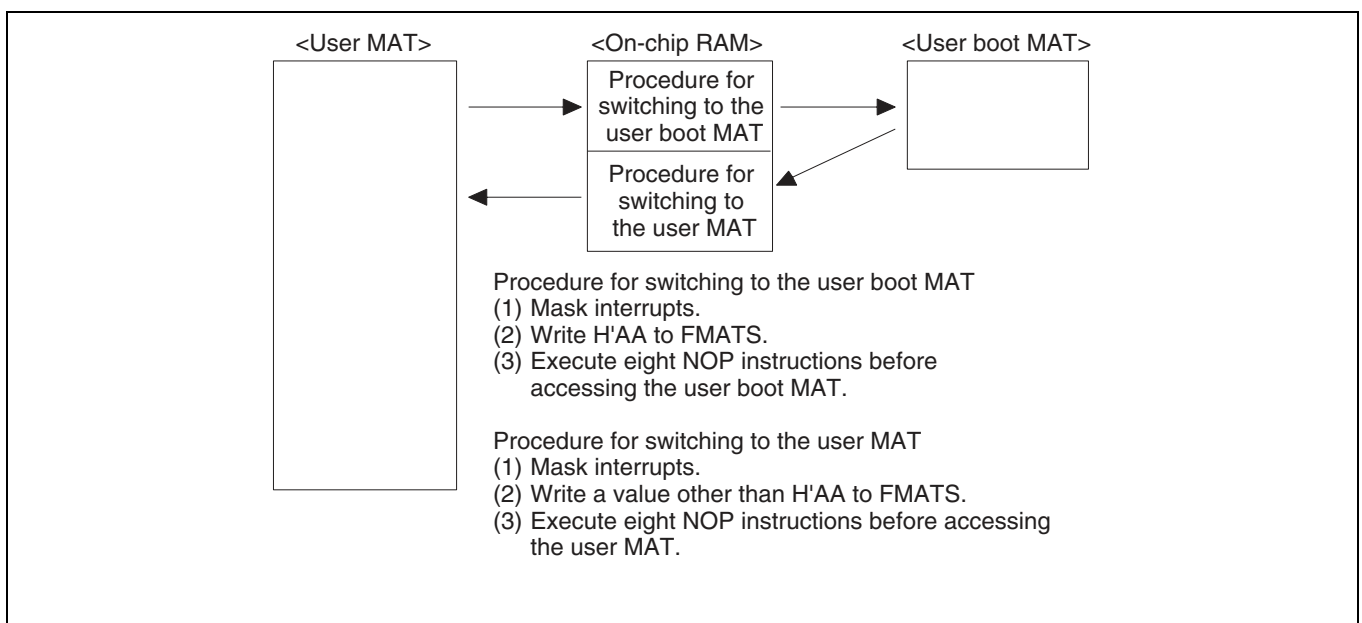 <User MAT>
<On-chip RAM>
<User boot MAT>
Procedure for
switching to the
user boot MAT
Procedure for
switching to
the user MAT
Procedure for switching to the user boot MAT
(1) Mask interrupts.
(2) Write H'AA to FMATS.
(3) Execute eight NOP instructions before
accessing the user boot MAT.
Procedure for switching to the user MAT
(1) Mask interrupts.
(2) Write a value other than H'AA to FMATS.
(3) Execute eight NOP instructions before accessing
the user MAT.